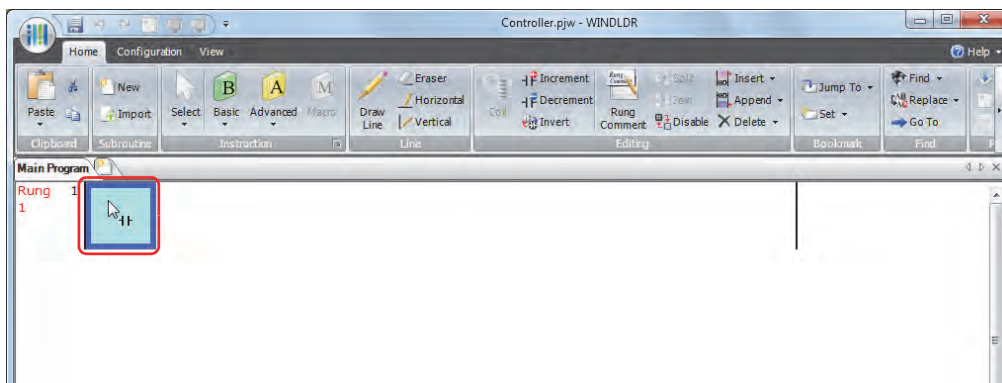 Controller.pjw - WINDLDR
Home Configuration View Help
Paste New Import Select Basic Advanced Macro Draw Line Eraser Horizontal Vertical Coil Increment Decrement Invert Rung Comment Split Join Disable Insert Append Delete Jump To Set Find Replace Go To
B A M
Clipboard Subroutine Instruction Line Editing Bookmark Find
Main Program
Rung 1
1